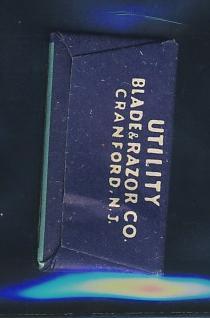 UTILITY
BLADE & RAZOR CO.
CRANFORD, N.J.